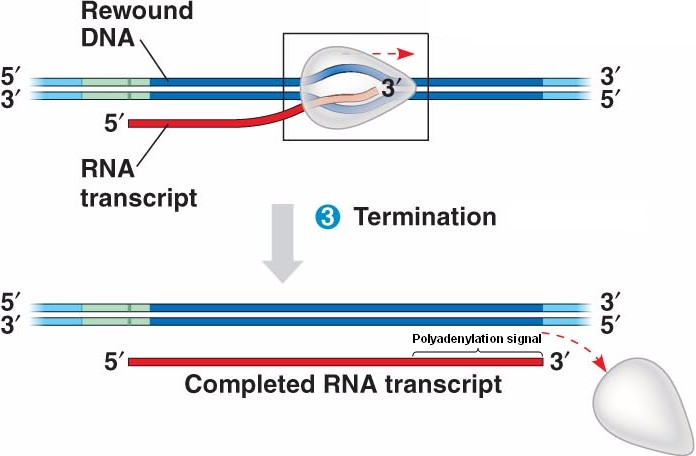 Rewound
DNA
5′
3′
3′
3′
5′
5′
RNA
transcript
3 Termination
5′
3′
3′
5′
Polyadenylation signal
5′
3′
Completed RNA transcript